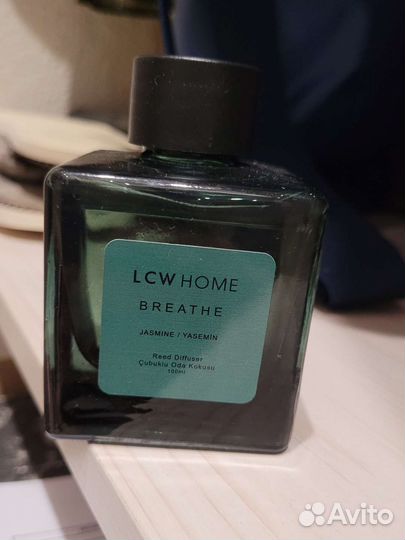 LCW HOME
BREATHE
JASMINE / YASEMİN
Reed Diffuser
Çubuklu Oda Kokusu
100ml
Avito